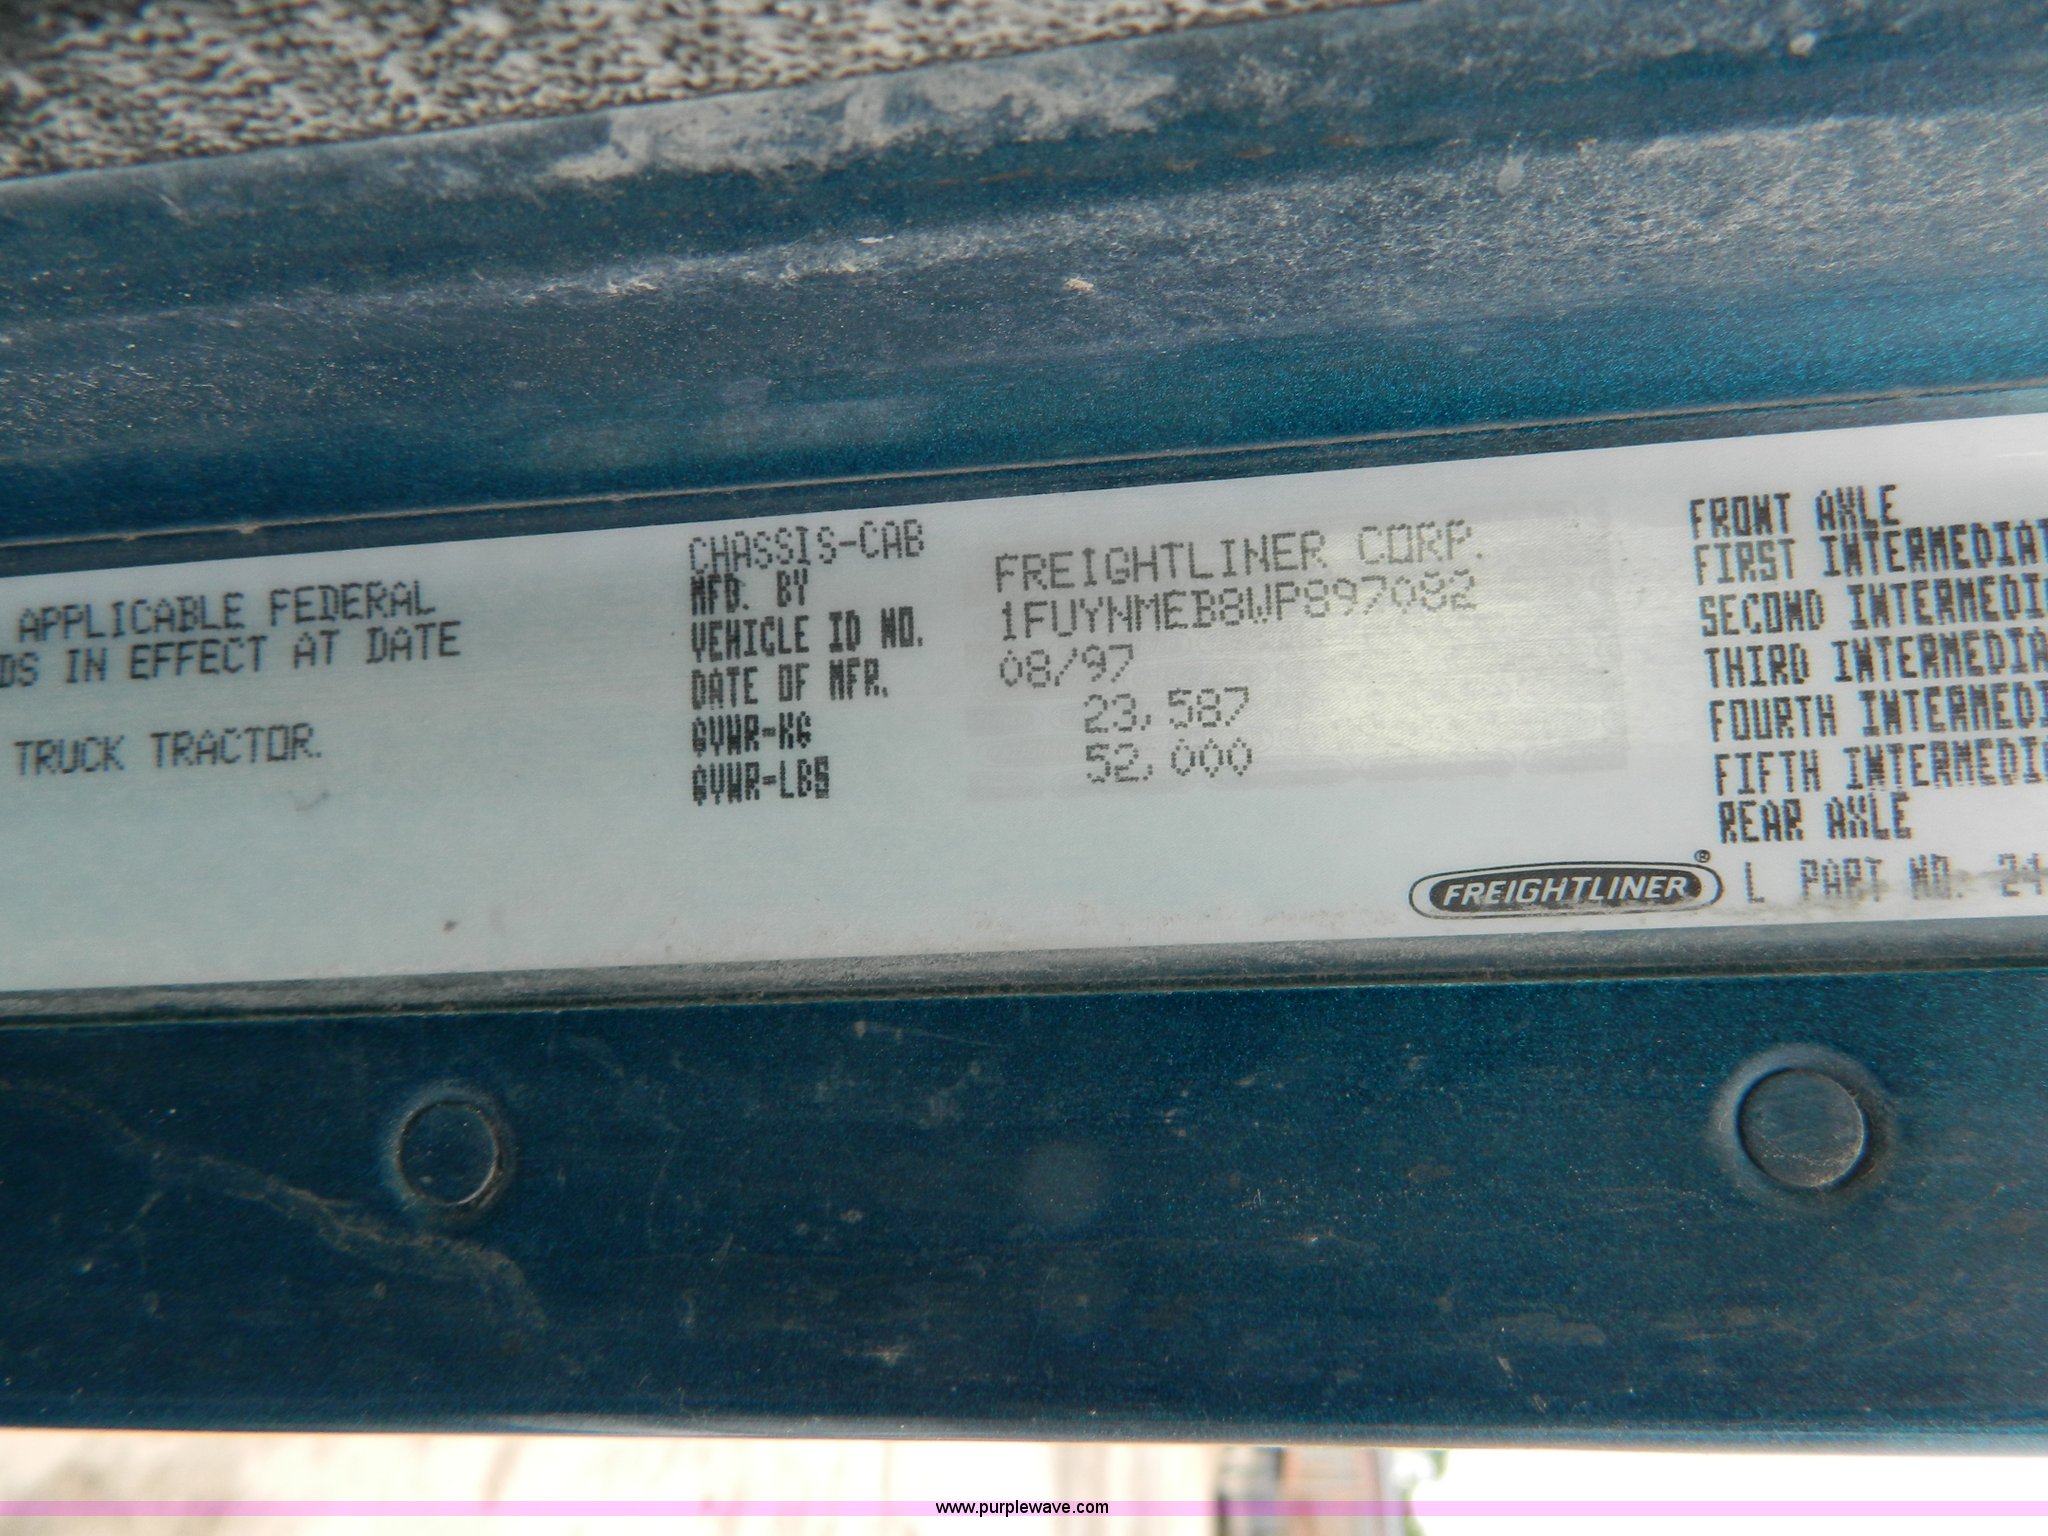 APPLICABLE FEDERAL
DS IN EFFECT AT DATE
TRUCK TRACTOR.
CHASSIS-CAB
MFD. BY
VEHICLE ID NO.
DATE OF MFR.
GVWR-KG
GVWR-LBS
FREIGHTLINER CORP.
1FUYNMEB8WP897082
08/97
23,587
52,000
FRONT AXLE
FIRST INTERMEDIAT
SECOND INTERMEDI
THIRD INTERMEDIA
FOURTH INTERMEDI
FIFTH INTERMEDI
REAR AXLE
FREIGHTLINER® L PART NO. 24
www.purplewave.com